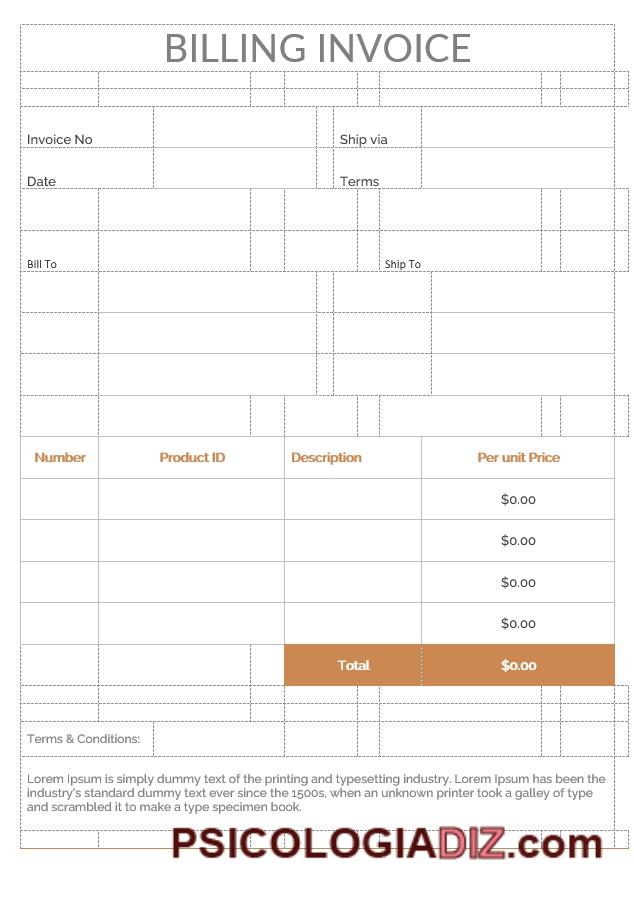 BILLING INVOICE
Invoice No
Ship via
Date
Terms
Bill To
Ship To
Number Product ID Description Per unit Price
$0.00
$0.00
$0.00
$0.00
Total $0.00
Terms & Conditions:
Lorem Ipsum is simply dummy text of the printing and typesetting industry. Lorem Ipsum has been the
industry's standard dummy text ever since the 1500s, when an unknown printer took a galley of type
and scrambled it to make a type specimen book.
PSICOLOGIADIZ.com